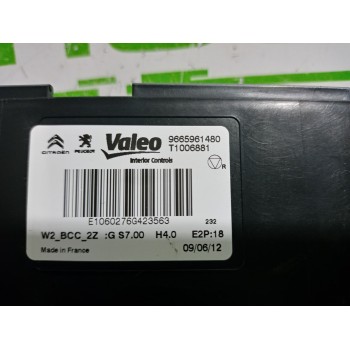 CITROËN PEUGEOT Valeo 9665961480
T1006881
Interior Controls
R
E1060276G423563 232
W2_BCC_2Z :G S7.00 H4.0 E2P:18
Made in France 09/06/12